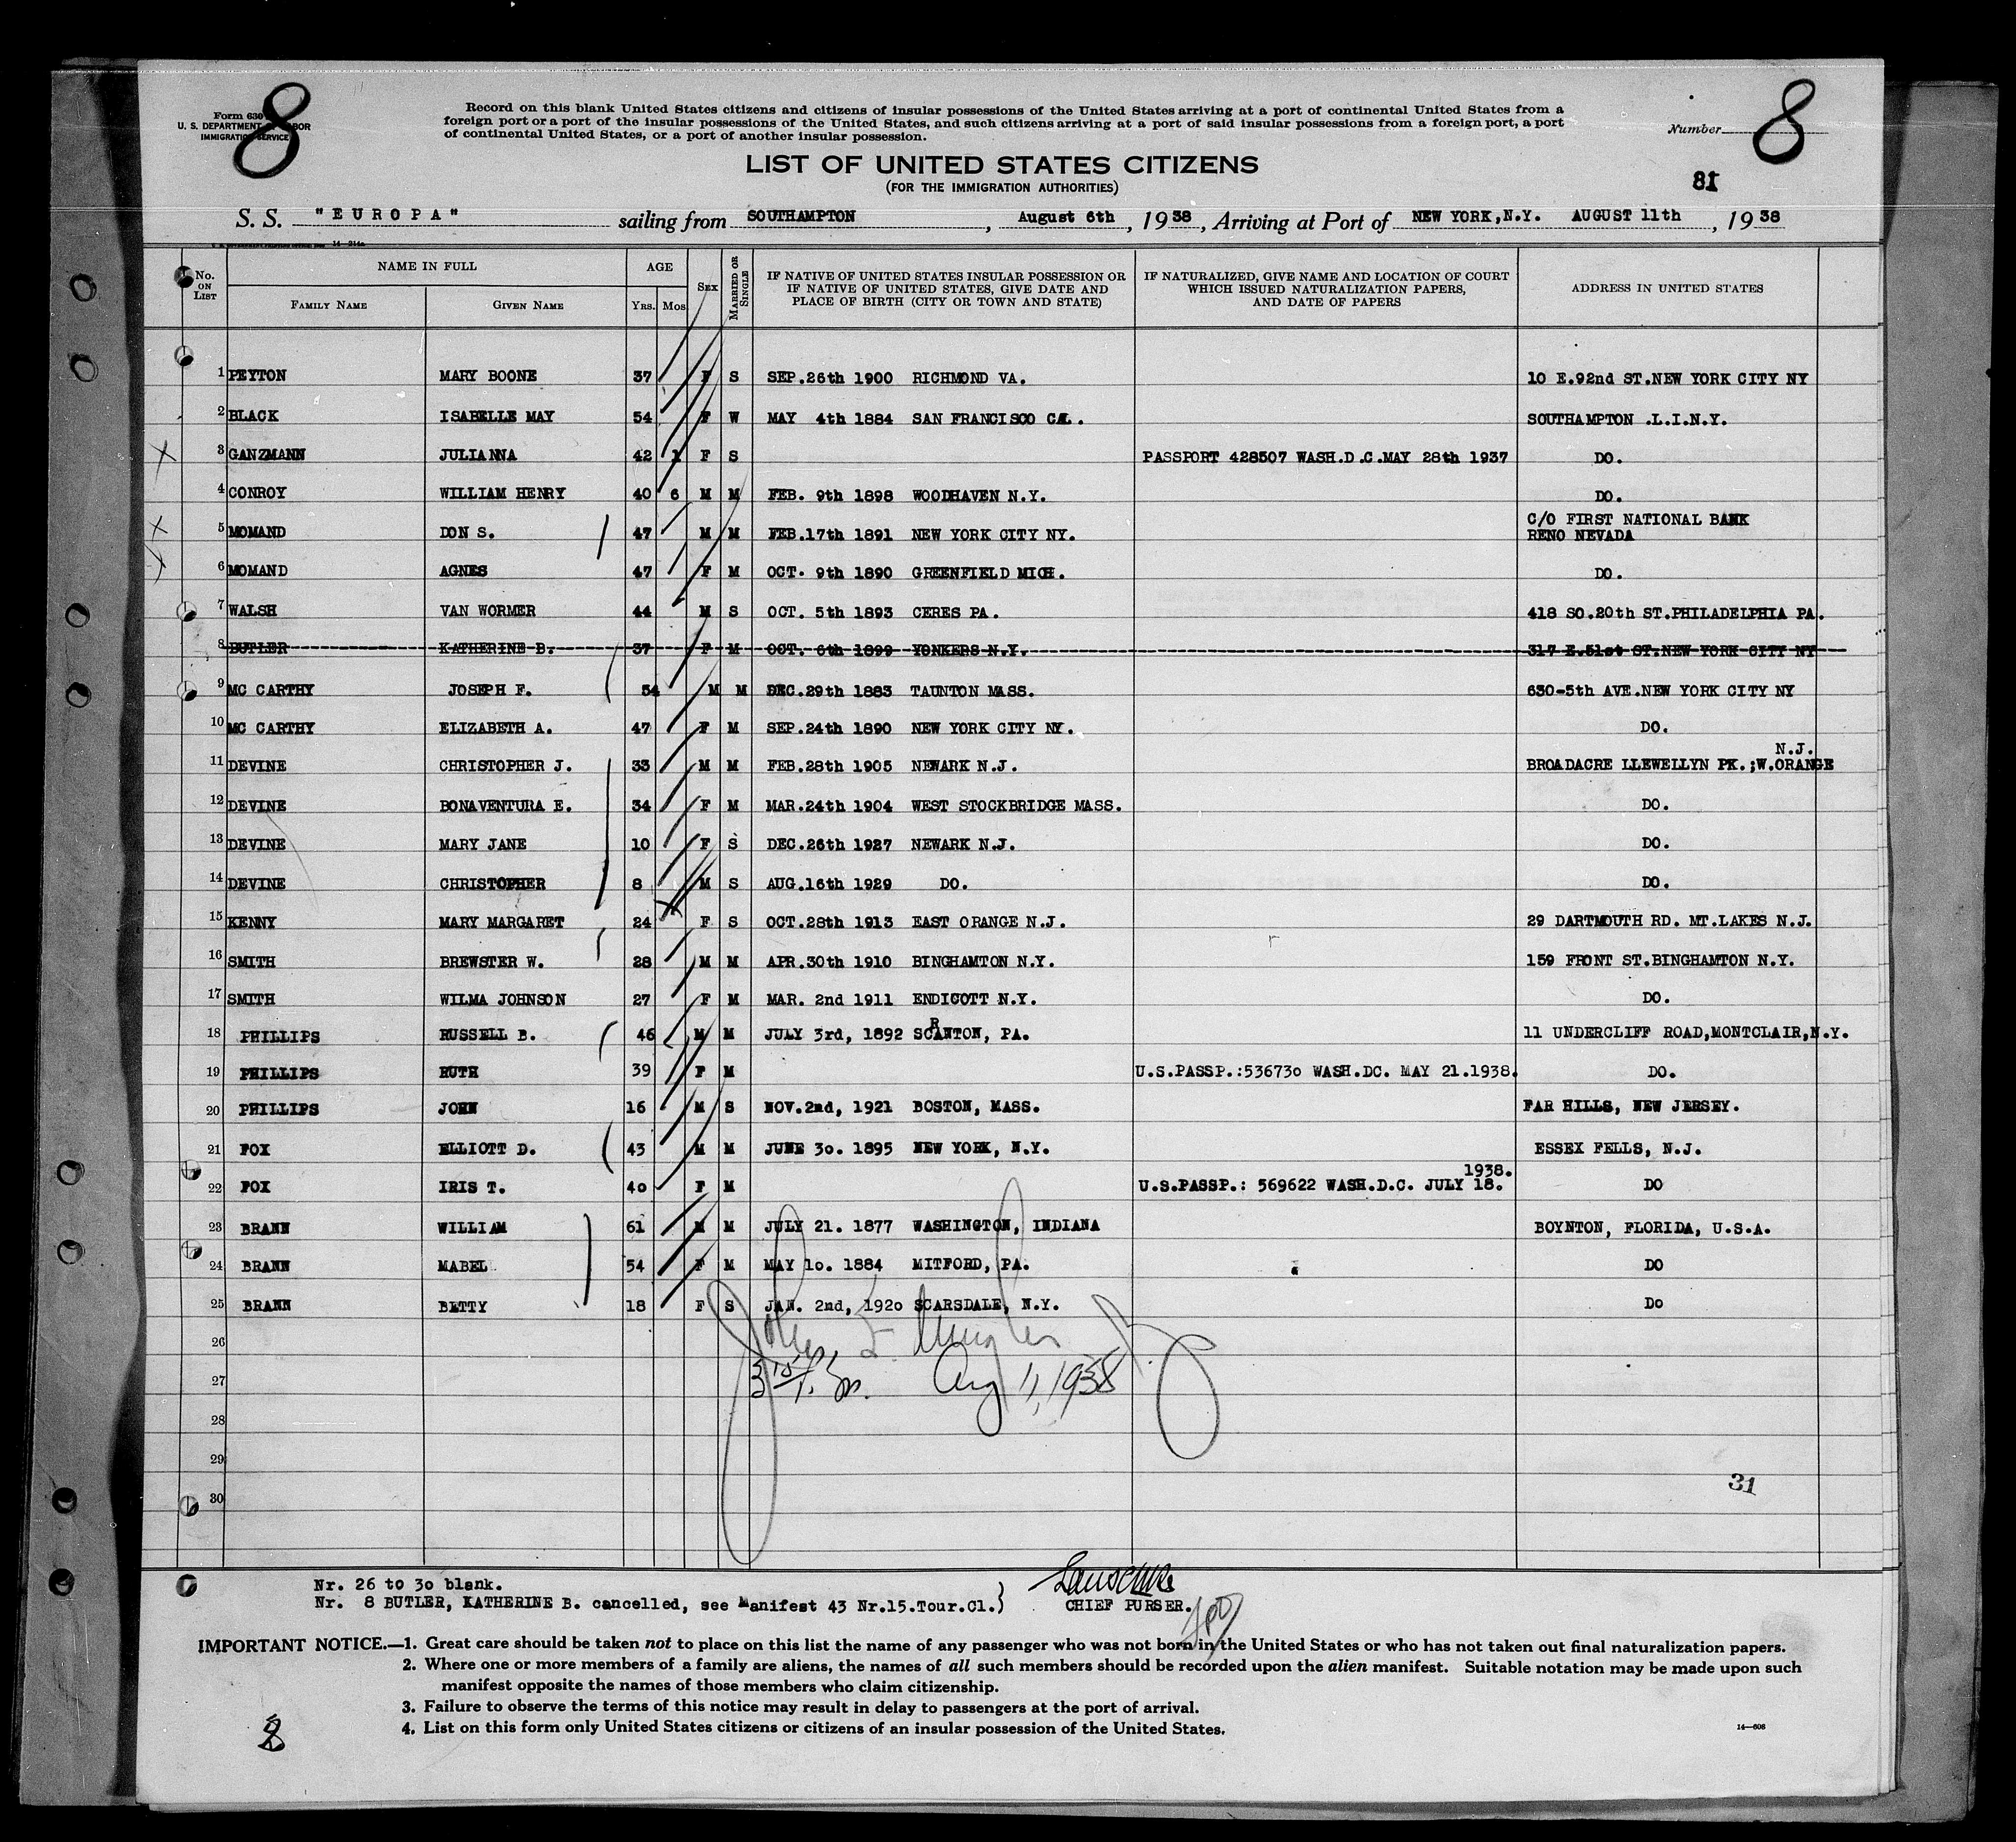 8
8
Form 630
U. S. DEPARTMENT OF LABOR
IMMIGRATION SERVICE
Record on this blank United States citizens and citizens of insular possessions of the United States arriving at a port of continental United States from a
foreign port or a port of the insular possessions of the United States, and such citizens arriving at a port of said insular possessions from a foreign port, a port
of continental United States, or a port of another insular possession.
Number
LIST OF UNITED STATES CITIZENS
(FOR THE IMMIGRATION AUTHORITIES)
81
S. S. "EUROPA" sailing from SOUTHAMPTON, August 6th, 1938, Arriving at Port of NEW YORK,N.Y. AUGUST 11th, 1938
No. ON LIST
NAME IN FULL
FAMILY NAME GIVEN NAME
AGE
YRS. MOS
SEX
MARRIED OR SINGLE
IF NATIVE OF UNITED STATES INSULAR POSSESSION OR
IF NATIVE OF UNITED STATES, GIVE DATE AND
PLACE OF BIRTH (CITY OR TOWN AND STATE)
IF NATURALIZED, GIVE NAME AND LOCATION OF COURT
WHICH ISSUED NATURALIZATION PAPERS,
AND DATE OF PAPERS
ADDRESS IN UNITED STATES
1 PEYTON MARY BOONE 37 F S SEP.26th 1900 RICHMOND VA. 10 E.92nd ST.NEW YORK CITY NY
2 BLACK ISABELLE MAY 54 F W MAY 4th 1884 SAN FRANCISCO CAL. SOUTHAMPTON .L.I.N.Y.
3 GANZMANN JULIANNA 42 1 F S PASSPORT 428507 WASH.D.C.MAY 28th 1937 DO.
4 CONROY WILLIAM HENRY 40 6 M M FEB. 9th 1898 WOODHAVEN N.Y. DO.
5 MOMAND DON S. 47 M M FEB.17th 1891 NEW YORK CITY NY. C/O FIRST NATIONAL BANK
RENO NEVADA
6 MOMAND AGNES 47 F M OCT. 9th 1890 GREENFIELD MICH. DO.
7 WALSH VAN WORMER 44 M S OCT. 5th 1893 CERES PA. 418 SO.20th ST.PHILADELPHIA PA.
8 BUTLER KATHERINE B. 37 F M OCT. 6th 1899 YONKERS N.Y. 317 E.51st ST.NEW YORK CITY NY
9 MC CARTHY JOSEPH F. 54 M M DEC.29th 1883 TAUNTON MASS. 630-5th AVE.NEW YORK CITY NY
10 MC CARTHY ELIZABETH A. 47 F M SEP.24th 1890 NEW YORK CITY NY. DO.
N.J.
11 DEVINE CHRISTOPHER J. 33 M M FEB.28th 1905 NEWARK N.J. BROADACRE LLEWELLYN PK.;W.ORANGE
12 DEVINE BONAVENTURA E. 34 F M MAR.24th 1904 WEST STOCKBRIDGE MASS. DO.
13 DEVINE MARY JANE 10 F S DEC.26th 1927 NEWARK N.J. DO.
14 DEVINE CHRISTOPHER 8 M S AUG.16th 1929 DO. DO.
15 KENNY MARY MARGARET 24 F S OCT.28th 1913 EAST ORANGE N.J. 29 DARTMOUTH RD. MT.LAKES N.J.
16 SMITH BREWSTER W. 28 M M APR.30th 1910 BINGHAMTON N.Y. 159 FRONT ST.BINGHAMTON N.Y.
17 SMITH WILMA JOHNSON 27 F M MAR. 2nd 1911 ENDICOTT N.Y. DO.
18 PHILLIPS RUSSELL B. 46 M M JULY 3rd, 1892 SCRANTON, PA. 11 UNDERCLIFF ROAD,MONTCLAIR,N.Y.
19 PHILLIPS RUTH 39 F M U.S.PASSP.:53673o WASH.DC. MAY 21.1938. DO.
20 PHILLIPS JOHN 16 M S NOV.2nd, 1921 BOSTON, MASS. FAR HILLS, NEW JERSEY.
21 FOX ELLIOTT D. 43 M M JUNE 3o. 1895 NEW YORK, N.Y. ESSEX FELLS, N.J.
1938.
22 FOX IRIS T. 4o F M U.S.PASSP.: 569622 WASH.D.C. JULY 18. DO
23 BRANN WILLIAM 61 M M JULY 21. 1877 WASHINGTON, INDIANA BOYNTON, FLORIDA, U.S.A.
24 BRANN MABEL 54 F M MAY 1o. 1884 MITFORD, PA. DO
25 BRANN BETTY 18 F S JAN. 2nd, 192o SCARSDALE, N.Y. Do
26
27 Aug 11, 1938
28
29
31
30
Nr. 26 to 3o blank.
Nr. 8 BUTLER, KATHERINE B. cancelled, see Manifest 43 Nr.15.Tour.Cl.}
CHIEF PURSER.
IMPORTANT NOTICE.—1. Great care should be taken not to place on this list the name of any passenger who was not born in the United States or who has not taken out final naturalization papers.
2. Where one or more members of a family are aliens, the names of all such members should be recorded upon the alien manifest. Suitable notation may be made upon such
manifest opposite the names of those members who claim citizenship.
3. Failure to observe the terms of this notice may result in delay to passengers at the port of arrival.
4. List on this form only United States citizens or citizens of an insular possession of the United States.
14—608
8